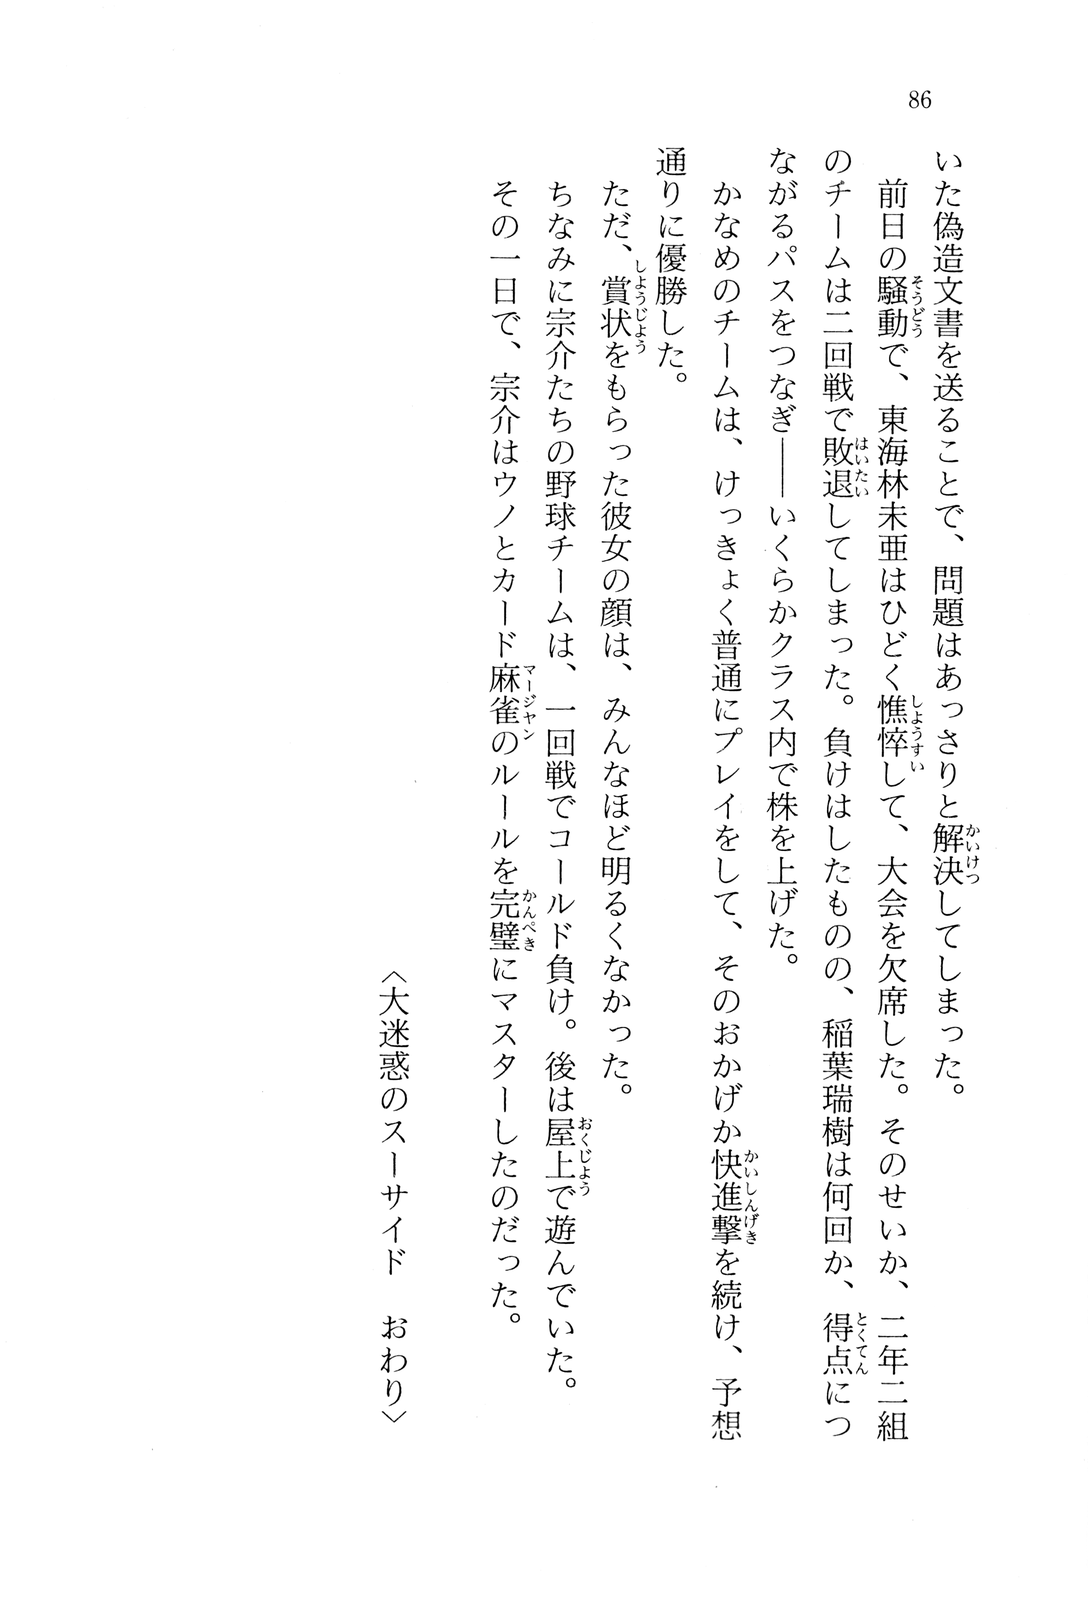 86
いた偽造文書を送ることで、問題はあっさりと解決してしまった。
前日の騒動で、東海林未亜はひどく憔悴して、大会を欠席した。そのせいか、二年二組
のチームは二回戦で敗退してしまった。負けはしたものの、稲葉瑞樹は何回か、得点につ
ながるパスをつなぎ――いくらかクラス内で株を上げた。
かなめのチームは、けっきょく普通にプレイをして、そのおかげか快進撃を続け、予想
通りに優勝した。
ただ、賞状をもらった彼女の顔は、みんなほど明るくなかった。
ちなみに宗介たちの野球チームは、一回戦でコールド負け。後は屋上で遊んでいた。
その一日で、宗介はウノとカード麻雀のルールを完璧にマスターしたのだった。
〈大迷惑のスーサイド　おわり〉